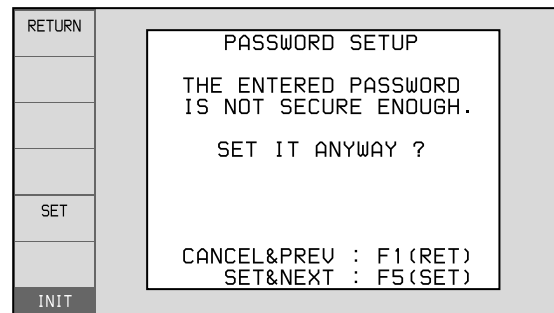 RETURN
SET
INIT
PASSWORD SETUP
THE ENTERED PASSWORD
IS NOT SECURE ENOUGH.
SET IT ANYWAY ?
CANCEL&PREV : F1(RET)
SET&NEXT : F5(SET)